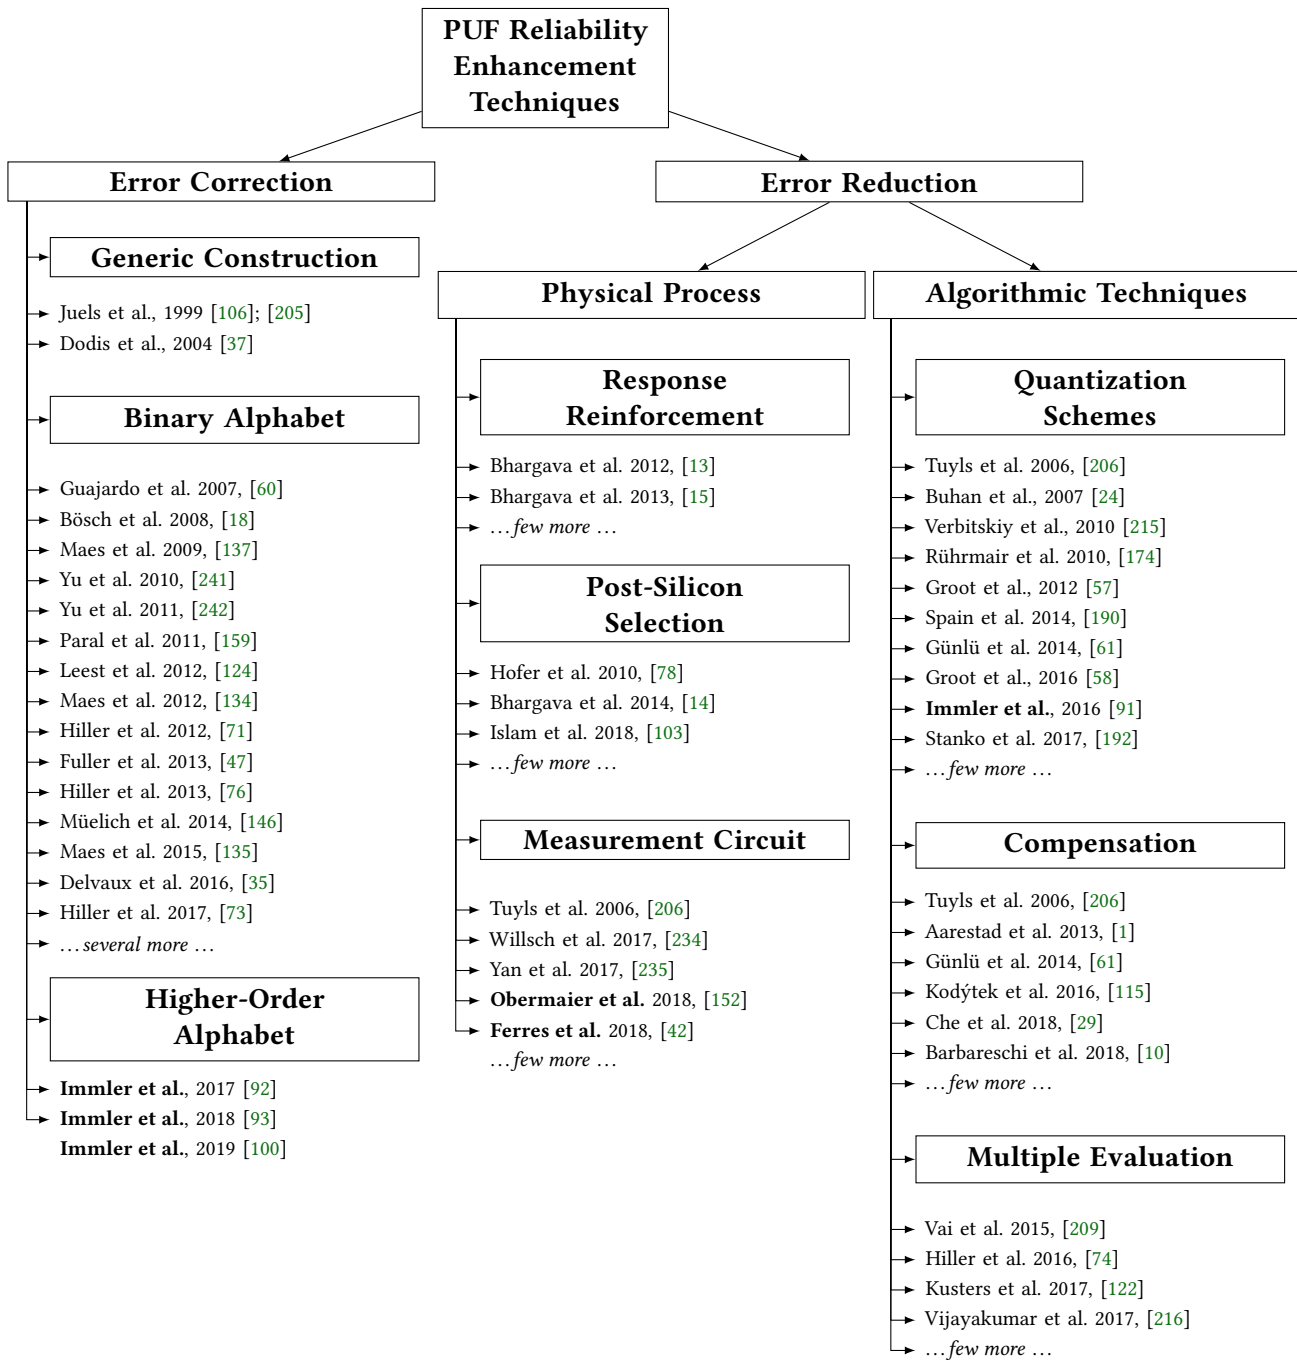 PUF Reliability
Enhancement
Techniques
Error Correction
Generic Construction
Juels et al., 1999 [106]; [205]
Dodis et al., 2004 [37]
Binary Alphabet
Guajardo et al. 2007, [60]
Bösch et al. 2008, [18]
Maes et al. 2009, [137]
Yu et al. 2010, [241]
Yu et al. 2011, [242]
Paral et al. 2011, [159]
Leest et al. 2012, [124]
Maes et al. 2012, [134]
Hiller et al. 2012, [71]
Fuller et al. 2013, [47]
Hiller et al. 2013, [76]
Müelich et al. 2014, [146]
Maes et al. 2015, [135]
Delvaux et al. 2016, [35]
Hiller et al. 2017, [73]
... several more ...
Higher-Order
Alphabet
Immler et al., 2017 [92]
Immler et al., 2018 [93]
Immler et al., 2019 [100]
Error Reduction
Physical Process
Response
Reinforcement
Bhargava et al. 2012, [13]
Bhargava et al. 2013, [15]
... few more ...
Post-Silicon
Selection
Hofer et al. 2010, [78]
Bhargava et al. 2014, [14]
Islam et al. 2018, [103]
... few more ...
Measurement Circuit
Tuyls et al. 2006, [206]
Willsch et al. 2017, [234]
Yan et al. 2017, [235]
Obermaier et al. 2018, [152]
Ferres et al. 2018, [42]
... few more ...
Algorithmic Techniques
Quantization
Schemes
Tuyls et al. 2006, [206]
Buhan et al., 2007 [24]
Verbitskiy et al., 2010 [215]
Rührmair et al. 2010, [174]
Groot et al., 2012 [57]
Spain et al. 2014, [190]
Günlü et al. 2014, [61]
Groot et al., 2016 [58]
Immler et al., 2016 [91]
Stanko et al. 2017, [192]
... few more ...
Compensation
Tuyls et al. 2006, [206]
Aarestad et al. 2013, [1]
Günlü et al. 2014, [61]
Kodýtek et al. 2016, [115]
Che et al. 2018, [29]
Barbareschi et al. 2018, [10]
... few more ...
Multiple Evaluation
Vai et al. 2015, [209]
Hiller et al. 2016, [74]
Kusters et al. 2017, [122]
Vijayakumar et al. 2017, [216]
... few more ...